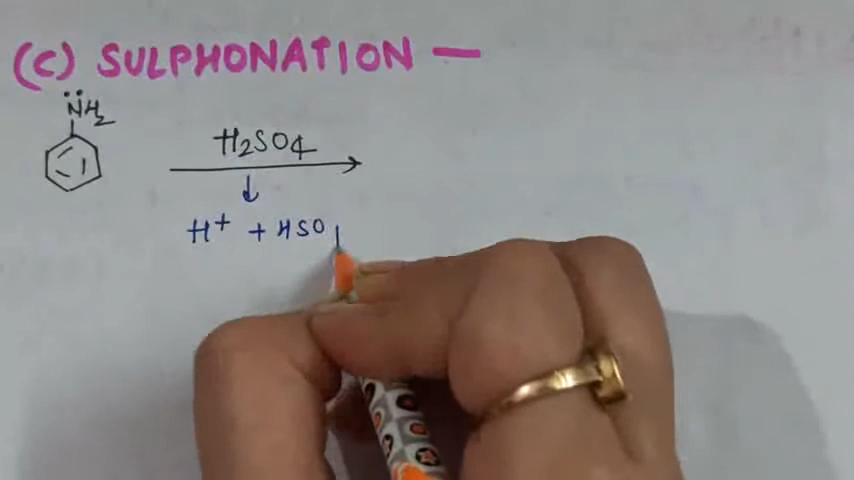 (C) SULPHONATION —
NH2
H2SO4
H+ + HSO